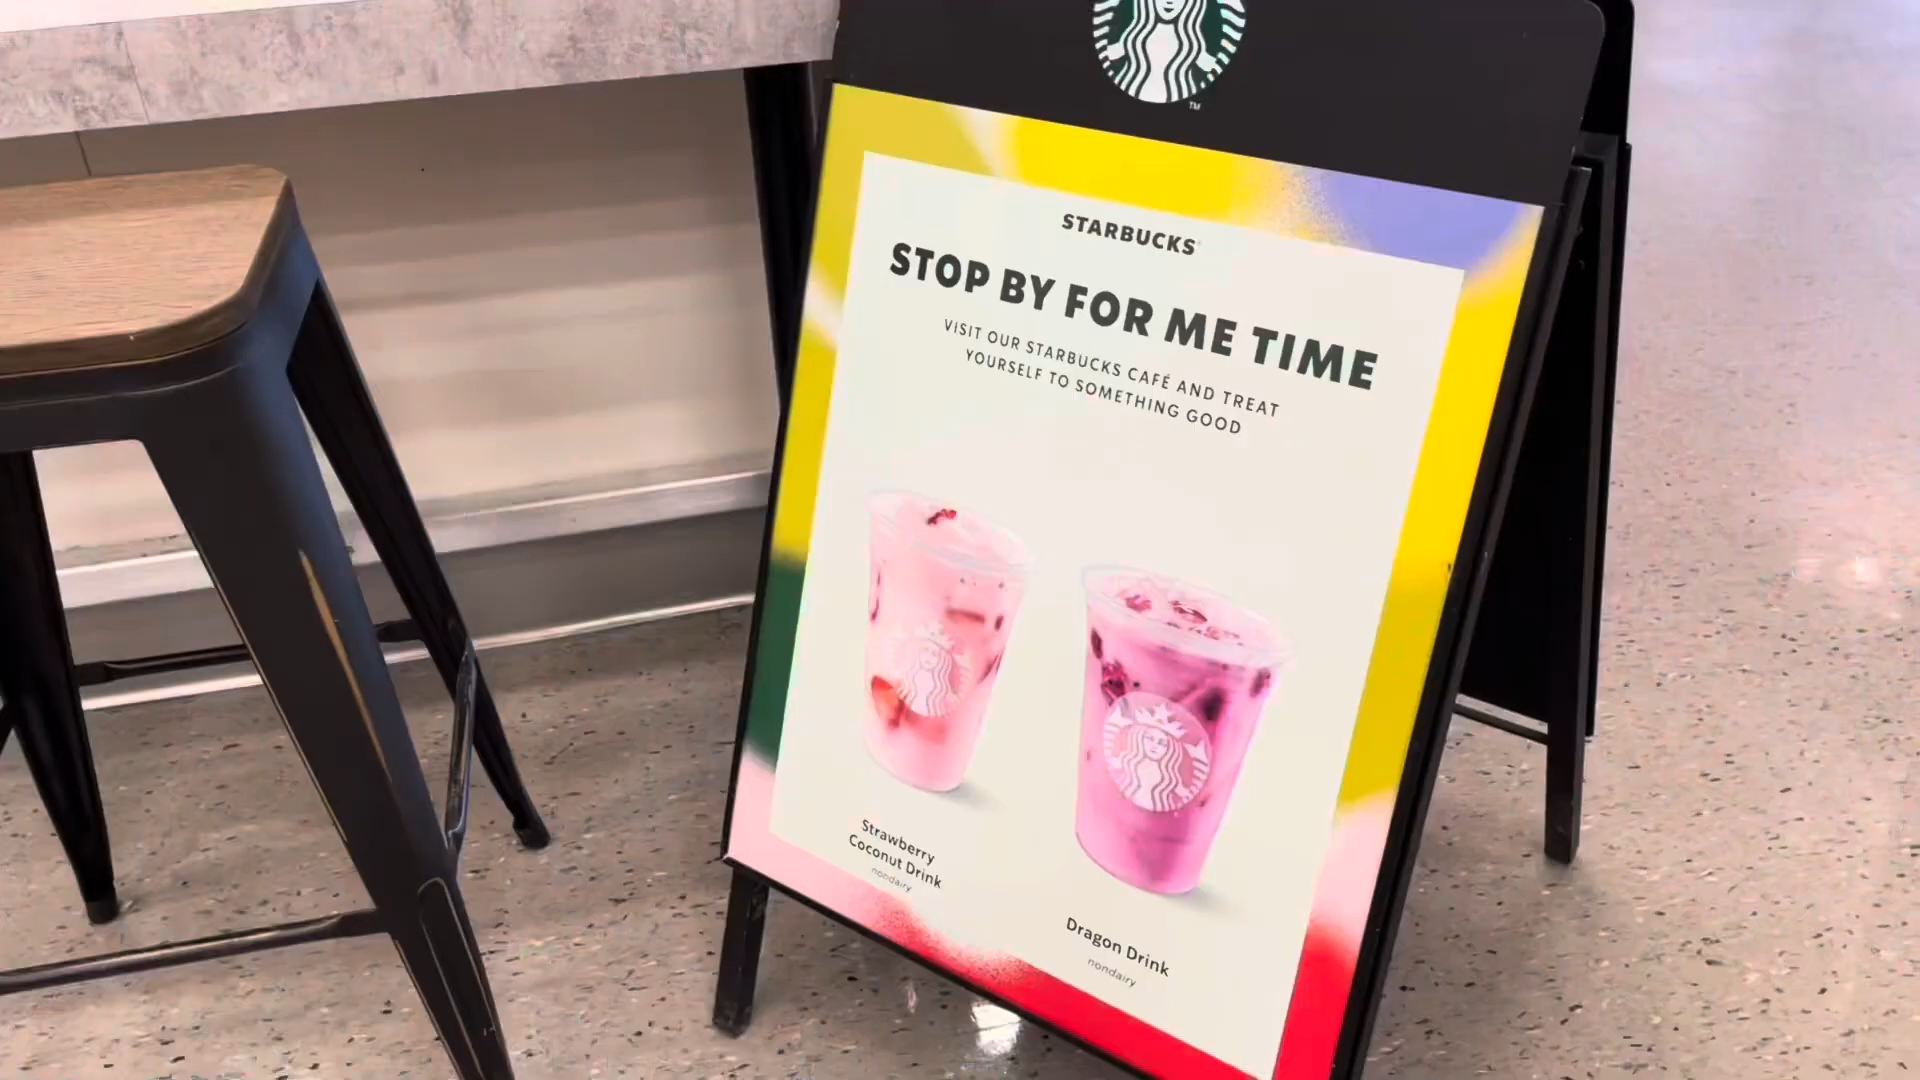 TM
STARBUCKS
STOP BY FOR ME TIME
VISIT OUR STARBUCKS CAFÉ AND TREAT
YOURSELF TO SOMETHING GOOD
Strawberry
Coconut Drink
nondairy
Dragon Drink
nondairy